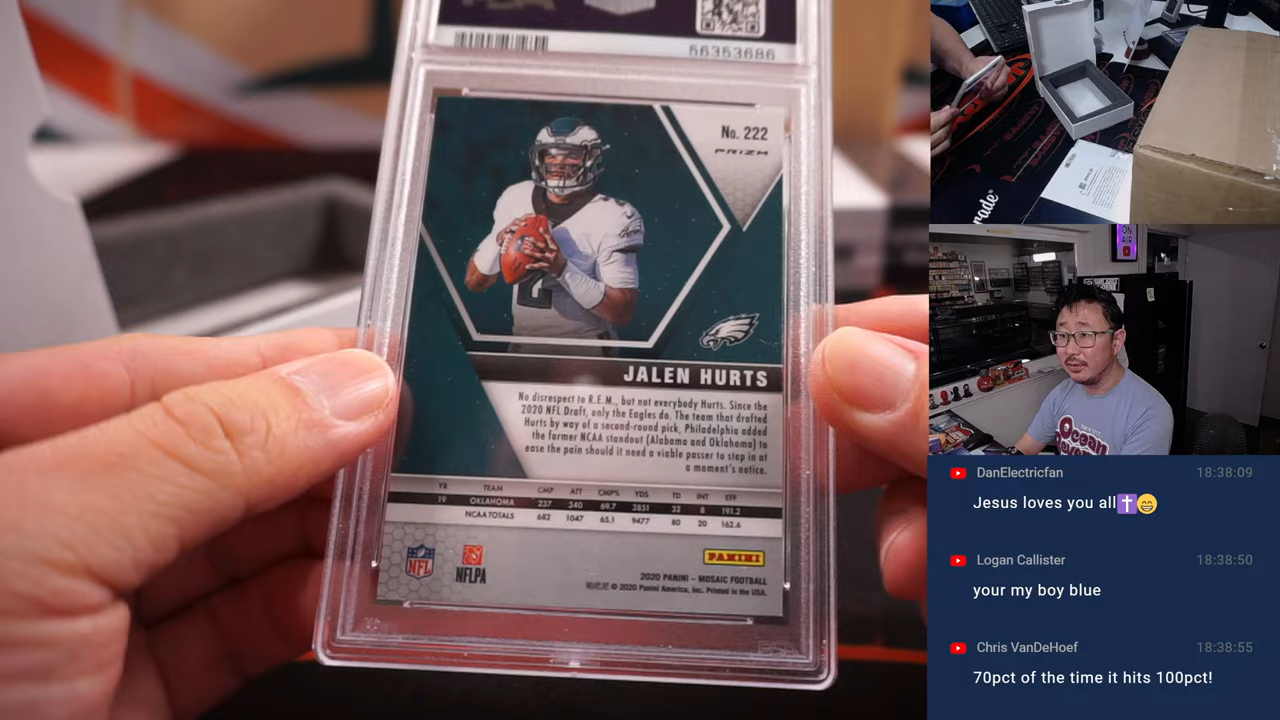 56353686
No. 222
PRIZM
2
JALEN HURTS
No disrespect to R.E.M., but not everybody Hurts. Since the
2020 NFL Draft, only the Eagles do. The team that drafted
Hurts by way of a second-round pick, Philadelphia added
the former NCAA standout (Alabama and Oklahoma) to
ease the pain should it need a viable passer to step in at
a moment's notice.
YR TEAM CMP ATT CMP% YDS TD INT EFF
19 OKLAHOMA 237 340 69.7 3851 32 8 191.2
NCAA TOTALS 682 1047 65.1 9477 80 20 162.6
NFL
NFLPA
PANINI
2020 PANINI – MOSAIC FOOTBALL
© 2020 Panini America, Inc. Printed in the USA.
ON
AIR
DanElectricfan 18:38:09
Jesus loves you all✝️😁
Logan Callister 18:38:50
your my boy blue
Chris VanDeHoef 18:38:55
70pct of the time it hits 100pct!